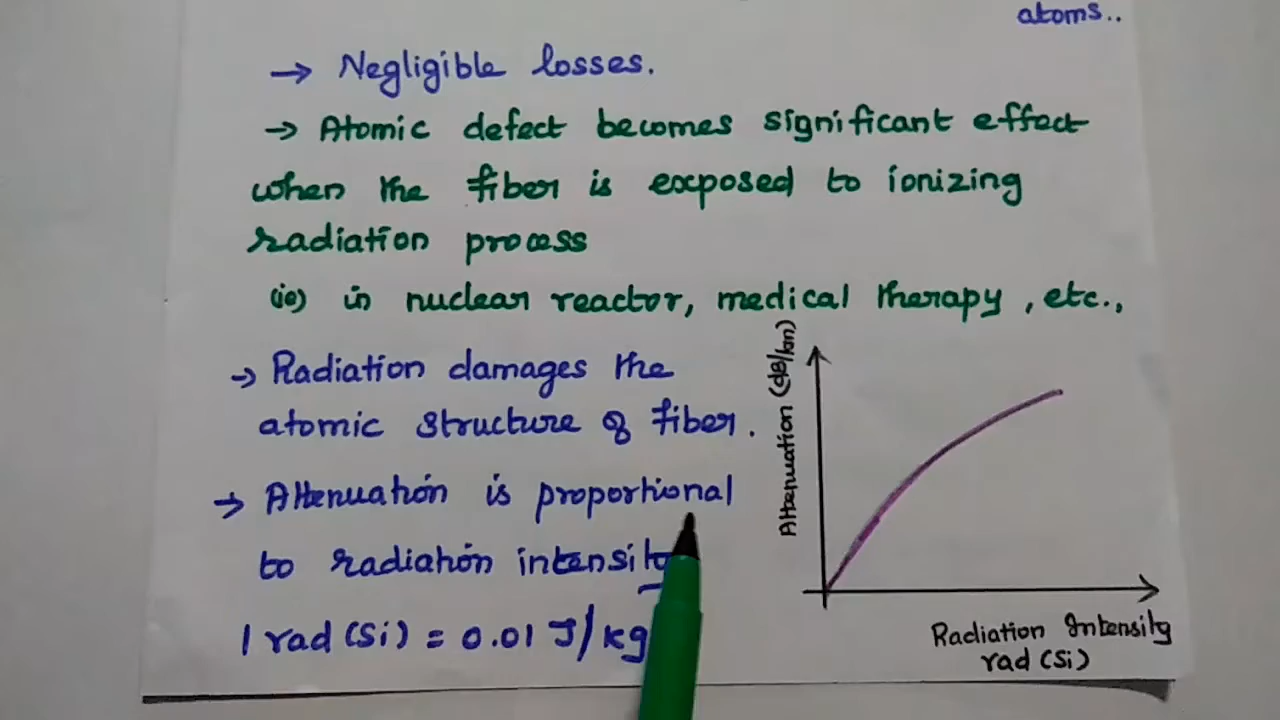 atoms..
→ Negligible losses.
→ Atomic defect becomes significant effect
when the fiber is exposed to ionizing
radiation process
(ie) in nuclear reactor, medical therapy, etc.,
→ Radiation damages the
atomic structure of fiber.
→ Attenuation is proportional
to radiation intensity
1 rad (Si) = 0.01 J/kg
Attenuation (dB/km)
Radiation Intensity
rad (Si)